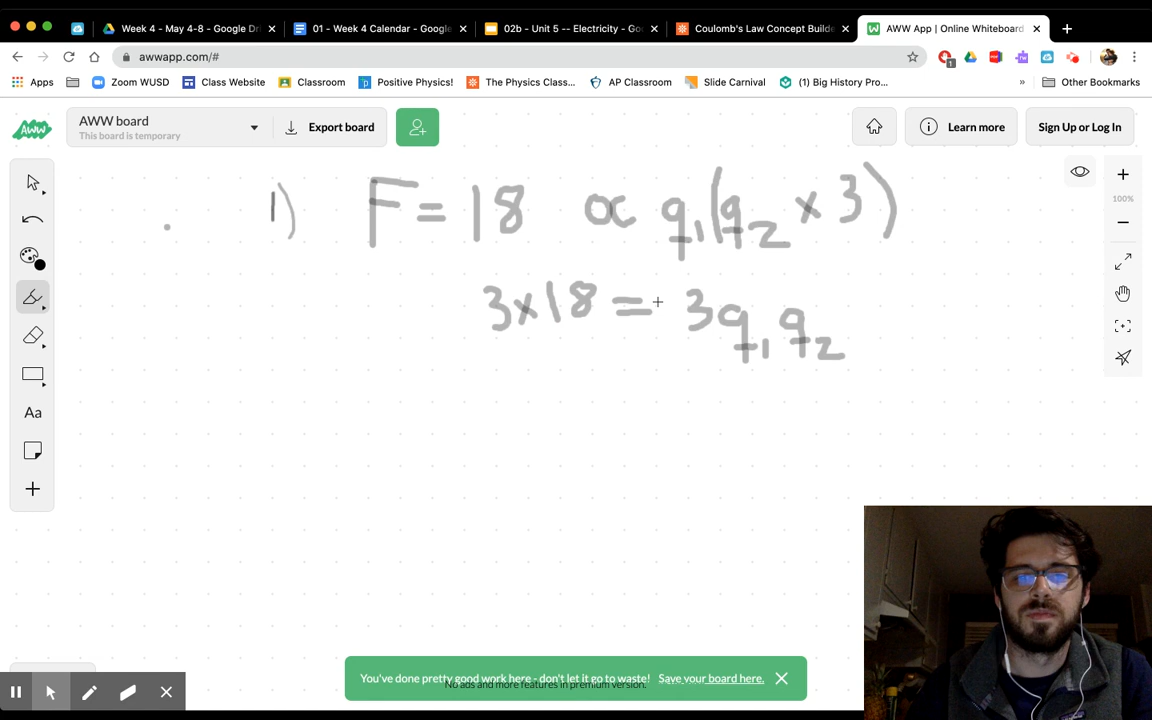 Week 4 - May 4-8 - Google Dri
01 - Week 4 Calendar - Google
02b - Unit 5 -- Electricity - Go
Coulomb's Law Concept Builde
AWW App | Online Whiteboard
awwapp.com/#
1
Apps
Zoom WUSD
Class Website
Classroom
Positive Physics!
The Physics Class...
AP Classroom
Slide Carnival
(1) Big History Pro...
»
Other Bookmarks
AWW
AWW board
This board is temporary
Export board
Learn more
Sign Up or Log In
100%
Aa
1) F = 18 ∝ q₁(q₂ × 3)
3×18 = 3q₁q₂
You've done pretty good work here - don't let it go to waste! Save your board here.
No ads and more features in premium version.